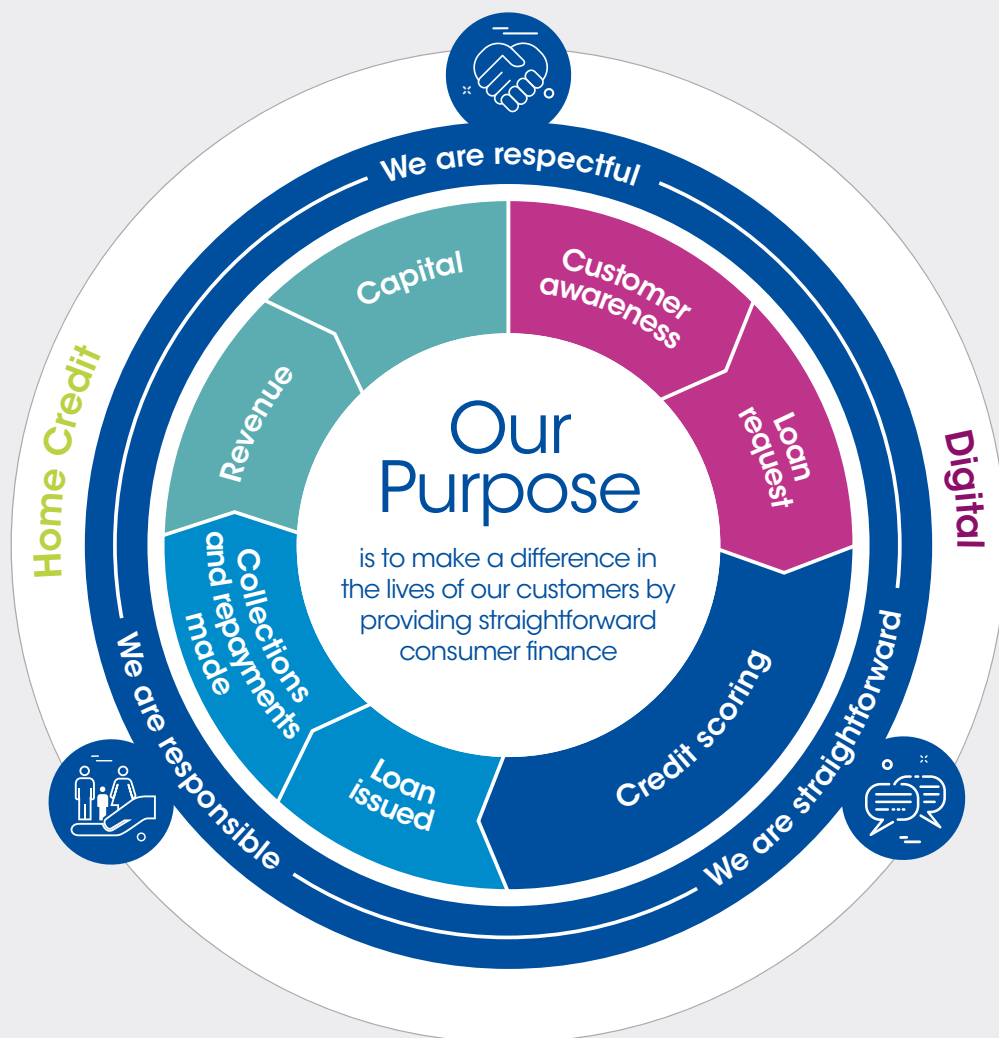 We are respectful
Capital
Customer
awareness
Revenue
Loan
request
Home Credit
Digital
Our
Purpose
is to make a difference in
the lives of our customers by
providing straightforward
consumer finance
Collections
and repayments
made
Credit scoring
Loan
issued
We are responsible
We are straightforward